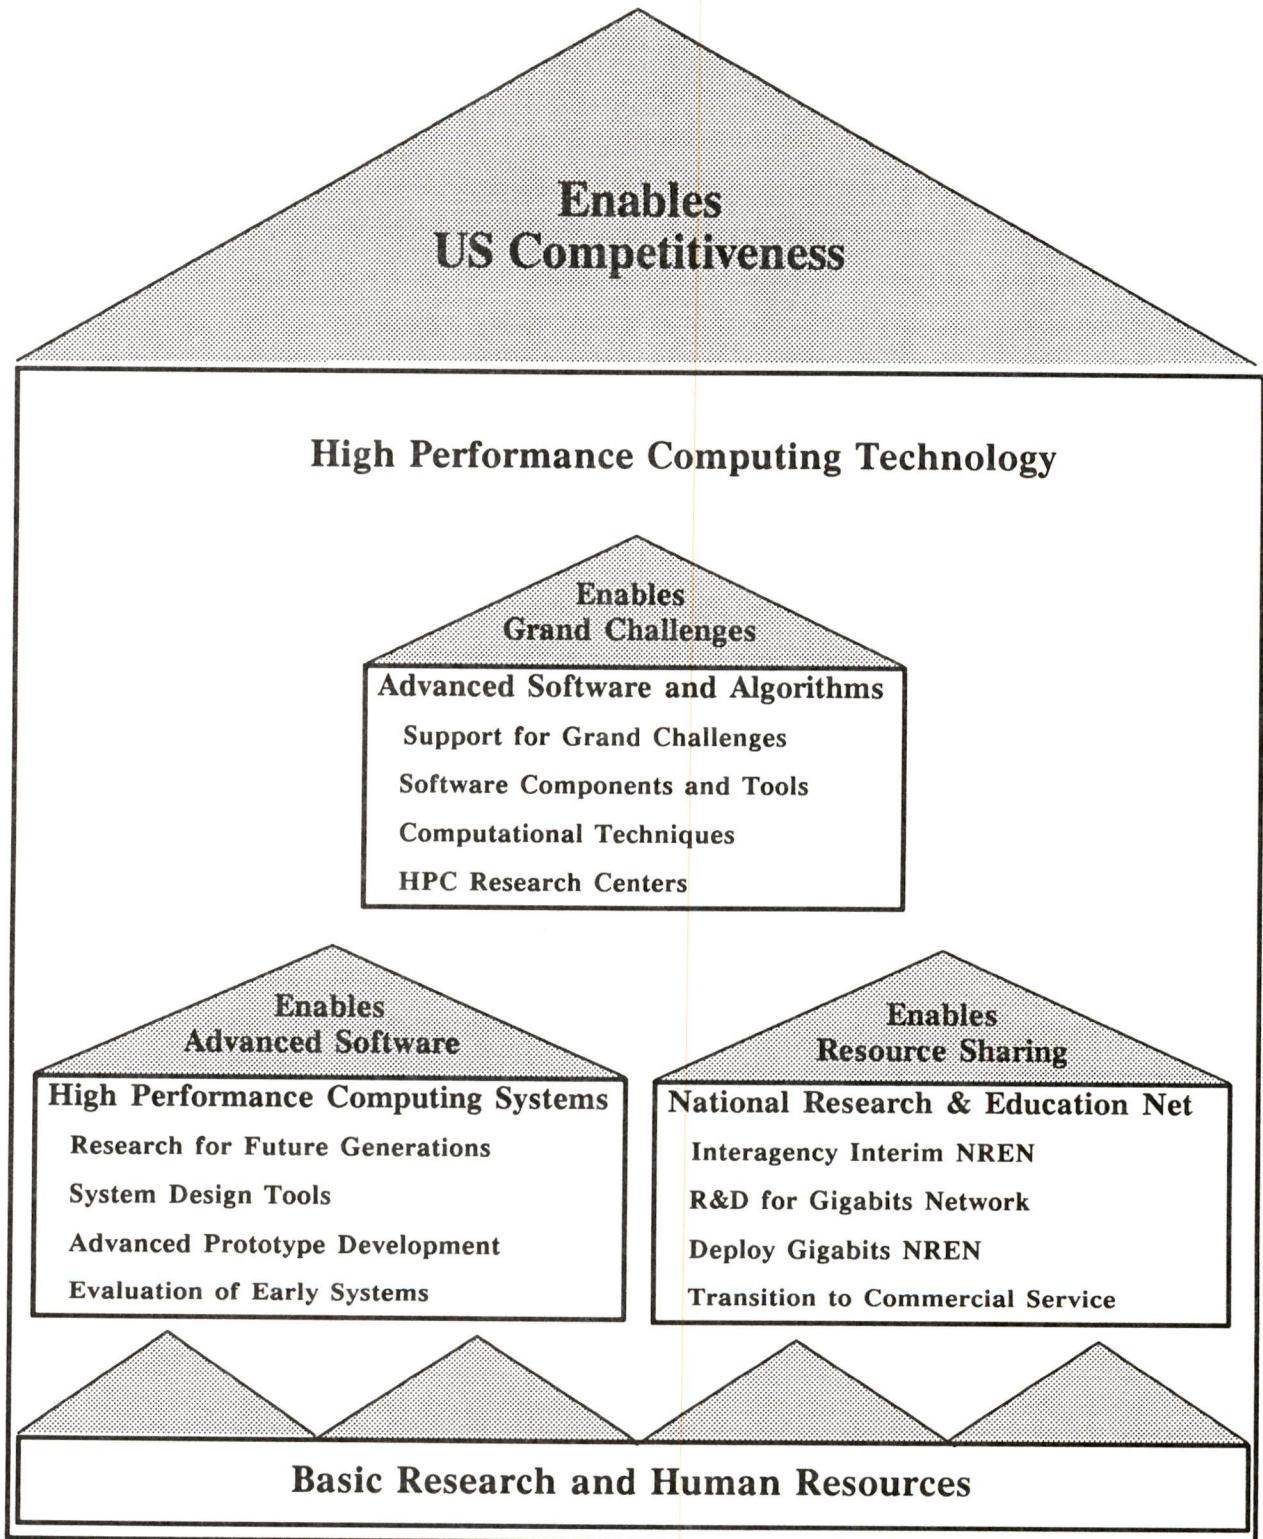 Enables
US Competitiveness
High Performance Computing Technology
Enables
Grand Challenges
Advanced Software and Algorithms
Support for Grand Challenges
Software Components and Tools
Computational Techniques
HPC Research Centers
Enables
Advanced Software
High Performance Computing Systems
Research for Future Generations
System Design Tools
Advanced Prototype Development
Evaluation of Early Systems
Enables
Resource Sharing
National Research & Education Net
Interagency Interim NREN
R&D for Gigabits Network
Deploy Gigabits NREN
Transition to Commercial Service
Basic Research and Human Resources